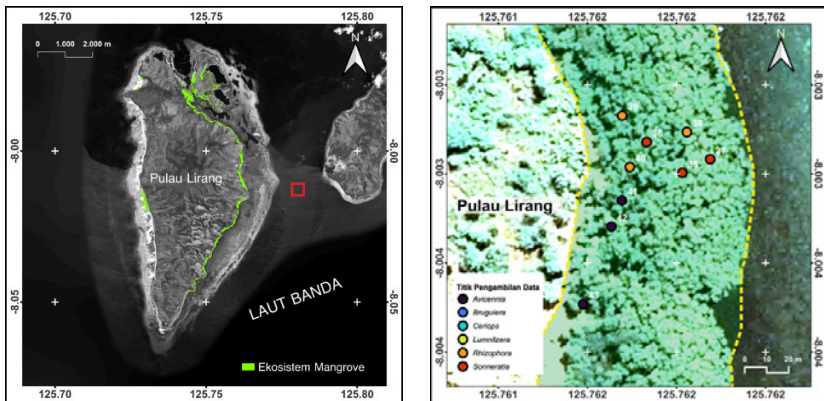 125.70
125.75
125.80
0
1.000
2.000 m
N
-8.00
-8.00
Pulau Lirang
LAUT BANDA
-8.05
-8.05
Ekosistem Mangrove
125.70
125.75
125.80
125.761
125.762
125.762
125.762
N
-8.003
-8.003
-8.003
-8.003
Pulau Lirang
-8.004
-8.004
Titik Pengambilan Data
Avicennia
Bruguiera
Ceriops
Lumnitzera
Rhizophora
Sonneratia
0
10
20 m
-8.004
-8.004
125.761
125.762
125.762
125.762